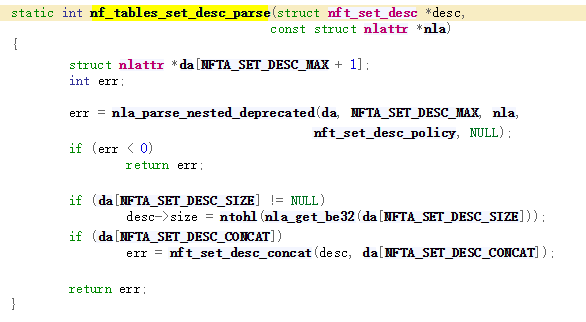 static int nf_tables_set_desc_parse(struct nft_set_desc *desc,
const struct nlattr *nla)
{
struct nlattr *da[NFTA_SET_DESC_MAX + 1];
int err;
err = nla_parse_nested_deprecated(da, NFTA_SET_DESC_MAX, nla,
nft_set_desc_policy, NULL);
if (err < 0)
return err;
if (da[NFTA_SET_DESC_SIZE] != NULL)
desc->size = ntohl(nla_get_be32(da[NFTA_SET_DESC_SIZE]));
if (da[NFTA_SET_DESC_CONCAT])
err = nft_set_desc_concat(desc, da[NFTA_SET_DESC_CONCAT]);
return err;
}